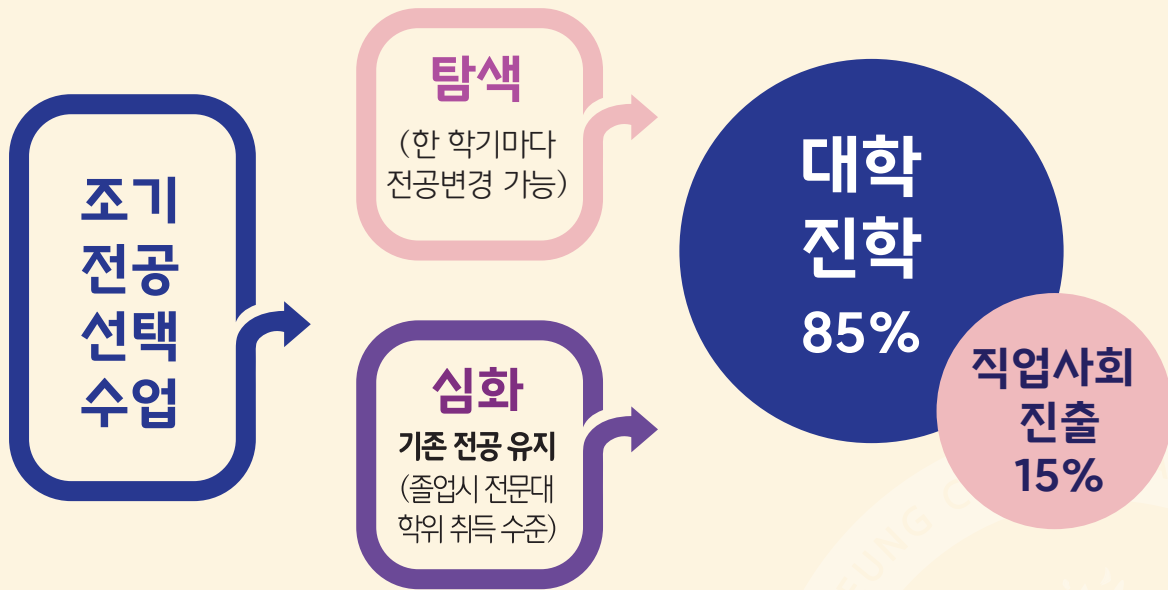 조기
전공
선택
수업
탐색
(한 학기마다
전공변경 가능)
심화
기존 전공 유지
(졸업시 전문대
학위 취득 수준)
대학
진학
85%
직업사회
진출
15%